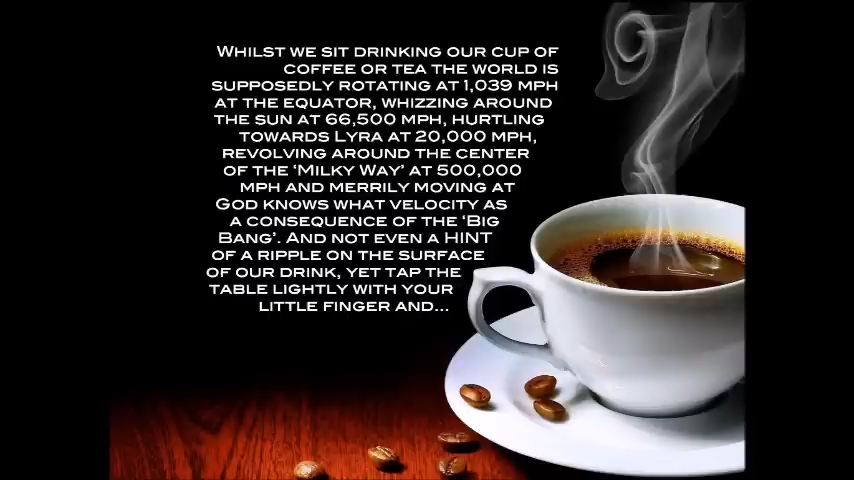 Whilst we sit drinking our cup of
coffee or tea the world is
supposedly rotating at 1,039 mph
at the equator, whizzing around
the sun at 66,500 mph, hurtling
towards Lyra at 20,000 mph,
revolving around the center
of the ‘Milky Way’ at 500,000
mph and merrily moving at
God knows what velocity as
a consequence of the ‘Big
Bang’. And not even a HINT
of a ripple on the surface
of our drink, yet tap the
table lightly with your
little finger and...